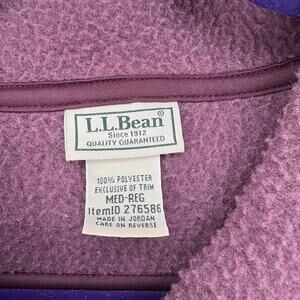 L.L.Bean
Since 1912
QUALITY GUARANTEED
100% POLYESTER
EXCLUSIVE OF TRIM
MED-REG
ItemID 276586
MADE IN JORDAN
CARE ON REVERSE